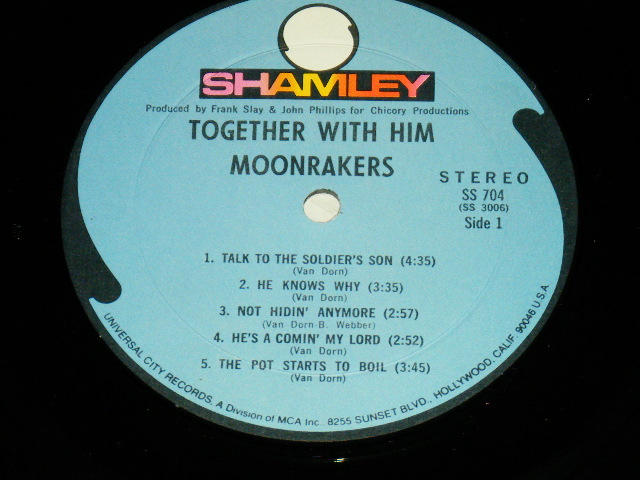 SHAMLEY
Produced by Frank Slay & John Phillips for Chicory Productions
TOGETHER WITH HIM
MOONRAKERS
STEREO
SS 704
(SS 3006)
Side 1
1. TALK TO THE SOLDIER'S SON (4:35)
(Van Dorn)
2. HE KNOWS WHY (3:35)
(Van Dorn)
3. NOT HIDIN' ANYMORE (2:57)
(Van Dorn-B. Webber)
4. HE'S A COMIN' MY LORD (2:52)
(Van Dorn)
5. THE POT STARTS TO BOIL (3:45)
(Van Dorn)
UNIVERSAL CITY RECORDS, A Division of MCA Inc., 8255 SUNSET BLVD., HOLLYWOOD, CALIF. 90046 U.S.A.